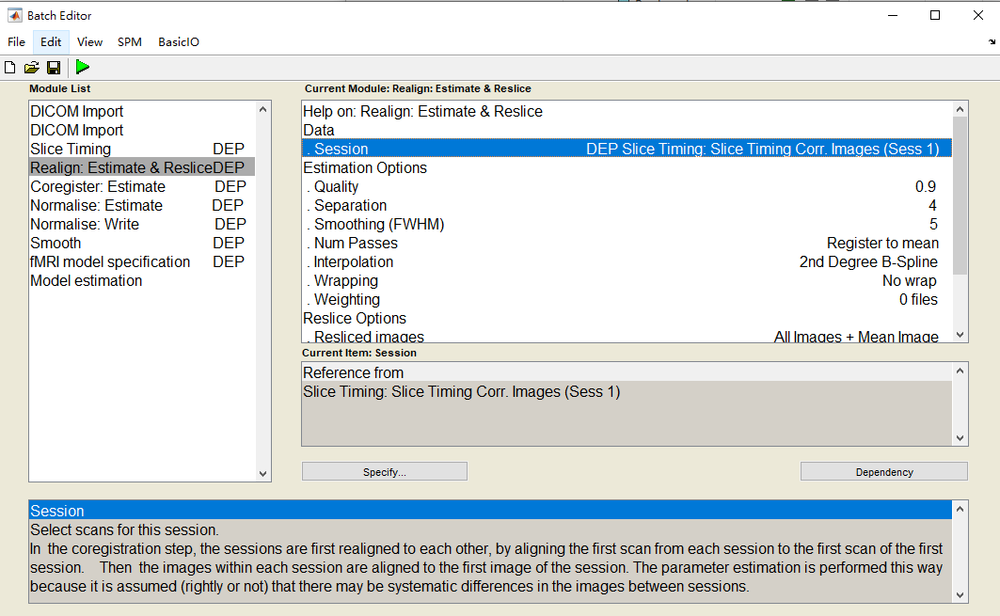 Batch Editor
File Edit View SPM BasicIO
Module List
DICOM Import
DICOM Import
Slice Timing DEP
Realign: Estimate & ResliceDEP
Coregister: Estimate DEP
Normalise: Estimate DEP
Normalise: Write DEP
Smooth DEP
fMRI model specification DEP
Model estimation
Current Module: Realign: Estimate & Reslice
Help on: Realign: Estimate & Reslice
Data
. Session DEP Slice Timing: Slice Timing Corr. Images (Sess 1)
Estimation Options
. Quality 0.9
. Separation 4
. Smoothing (FWHM) 5
. Num Passes Register to mean
. Interpolation 2nd Degree B-Spline
. Wrapping No wrap
. Weighting 0 files
Reslice Options
. Resliced images All Images + Mean Image
Current Item: Session
Reference from
Slice Timing: Slice Timing Corr. Images (Sess 1)
Specify... Dependency
Session
Select scans for this session.
In the coregistration step, the sessions are first realigned to each other, by aligning the first scan from each session to the first scan of the first
session. Then the images within each session are aligned to the first image of the session. The parameter estimation is performed this way
because it is assumed (rightly or not) that there may be systematic differences in the images between sessions.